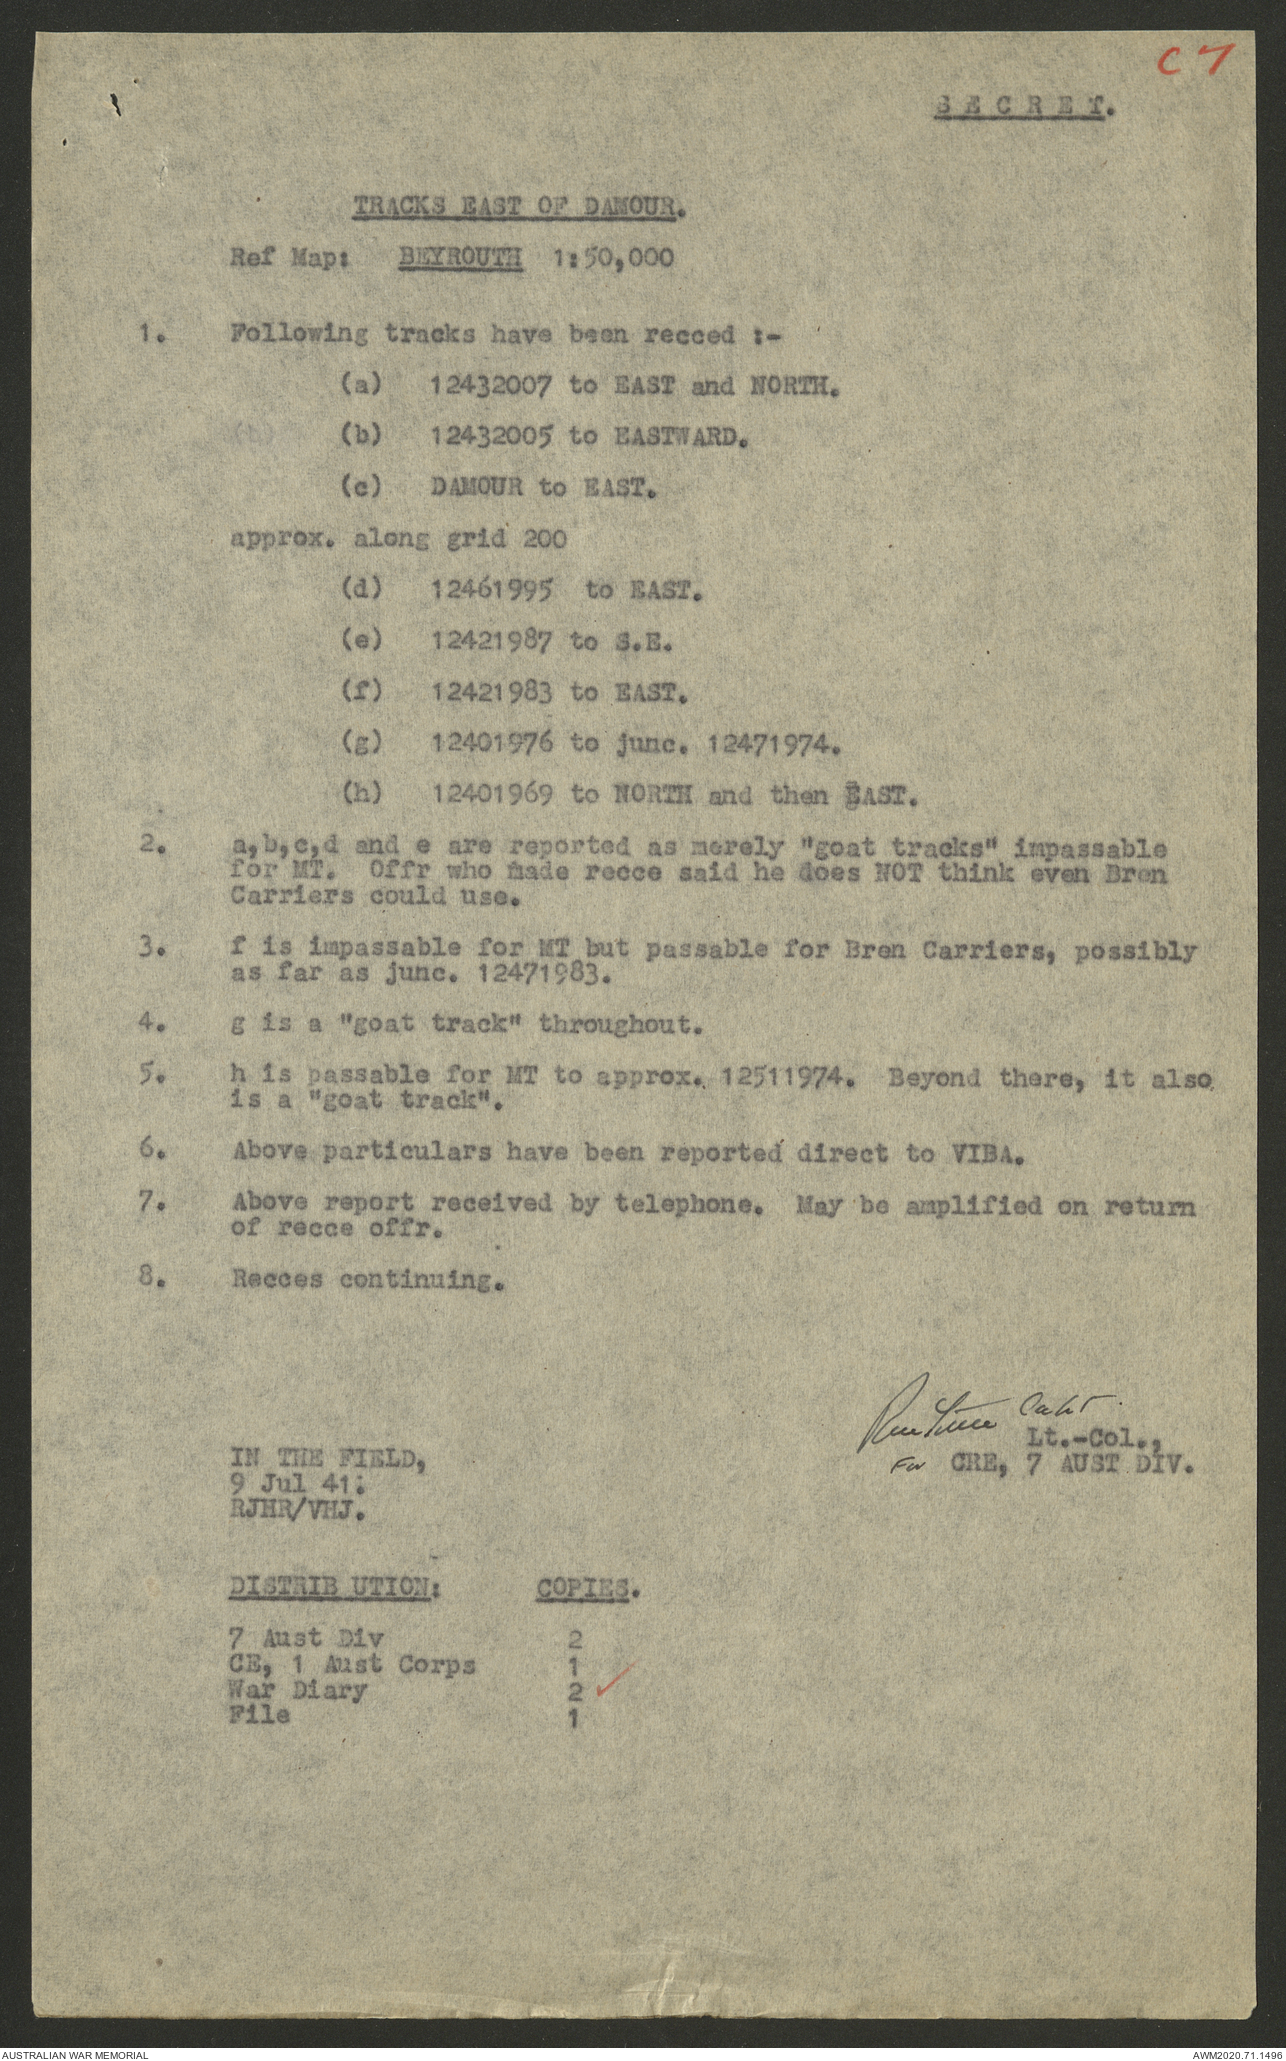 C7
S E C R E T.
TRACKS EAST OF DAMOUR.
Ref Map: BEYROUTH 1:50,000
1. Following tracks have been recced :-
(a) 12432007 to EAST and NORTH.
(b) 12432005 to EASTWARD.
(c) DAMOUR to EAST.
approx. along grid 200
(d) 12461995 to EAST.
(e) 12421987 to S.E.
(f) 12421983 to EAST.
(g) 12401976 to junc. 12471974.
(h) 12401969 to NORTH and then EAST.
2. a,b,c,d and e are reported as merely "goat tracks" impassable
for MT. Offr who made recce said he does NOT think even Bren
Carriers could use.
3. f is impassable for MT but passable for Bren Carriers, possibly
as far as junc. 12471983.
4. g is a "goat track" throughout.
5. h is passable for MT to approx. 12511974. Beyond there, it also
is a "goat track".
6. Above particulars have been reported direct to VIBA.
7. Above report received by telephone. May be amplified on return
of recce offr.
8. Recces continuing.
Capt
Lt.-Col.,
For CRE, 7 AUST DIV.
IN THE FIELD,
9 Jul 41.
RJHR/VHJ.
DISTRIB UTION: COPIES.
7 Aust Div 2
CE, 1 Aust Corps 1
War Diary 2
File 1
AUSTRALIAN WAR MEMORIAL AWM2020.71.1496